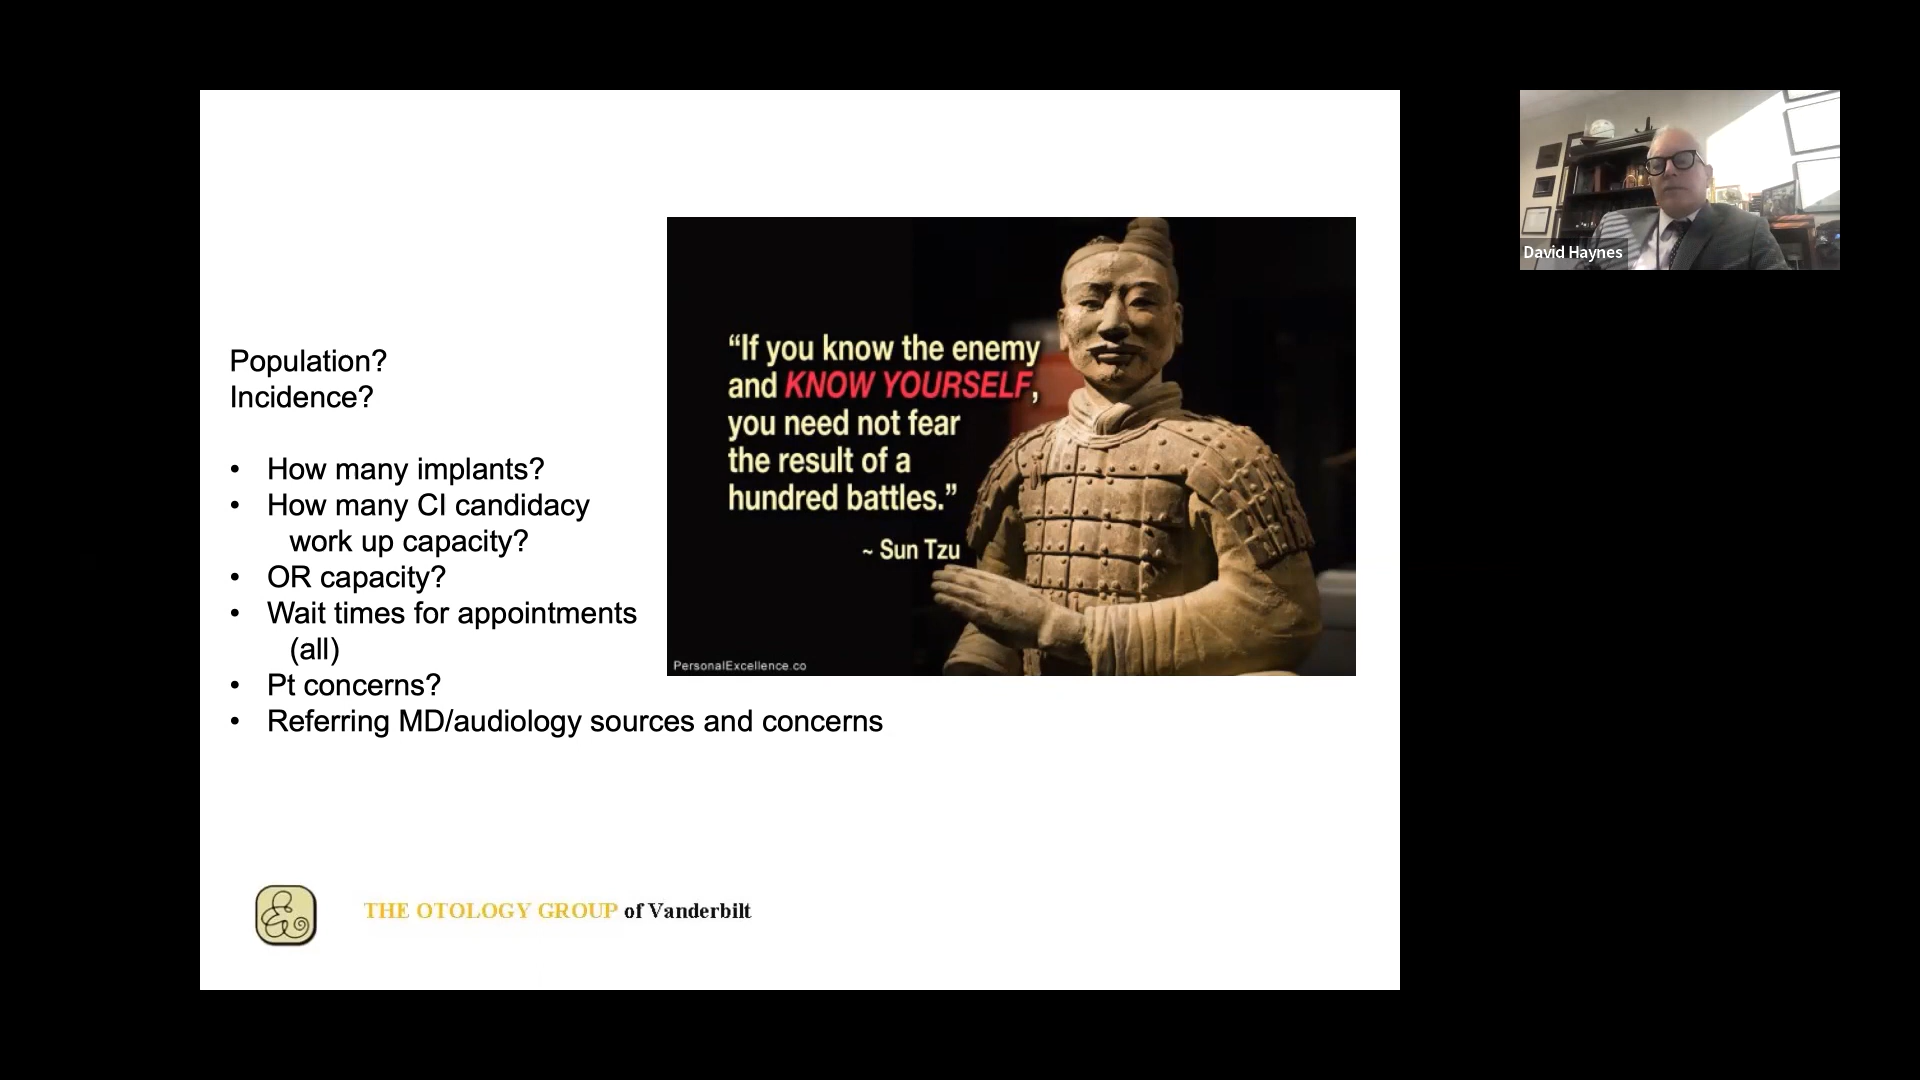 Population?
Incidence?
• How many implants?
• How many CI candidacy
work up capacity?
• OR capacity?
• Wait times for appointments
(all)
• Pt concerns?
• Referring MD/audiology sources and concerns
“If you know the enemy
and KNOW YOURSELF,
you need not fear
the result of a
hundred battles.”
~ Sun Tzu
PersonalExcellence.co
THE OTOLOGY GROUP of Vanderbilt
David Haynes